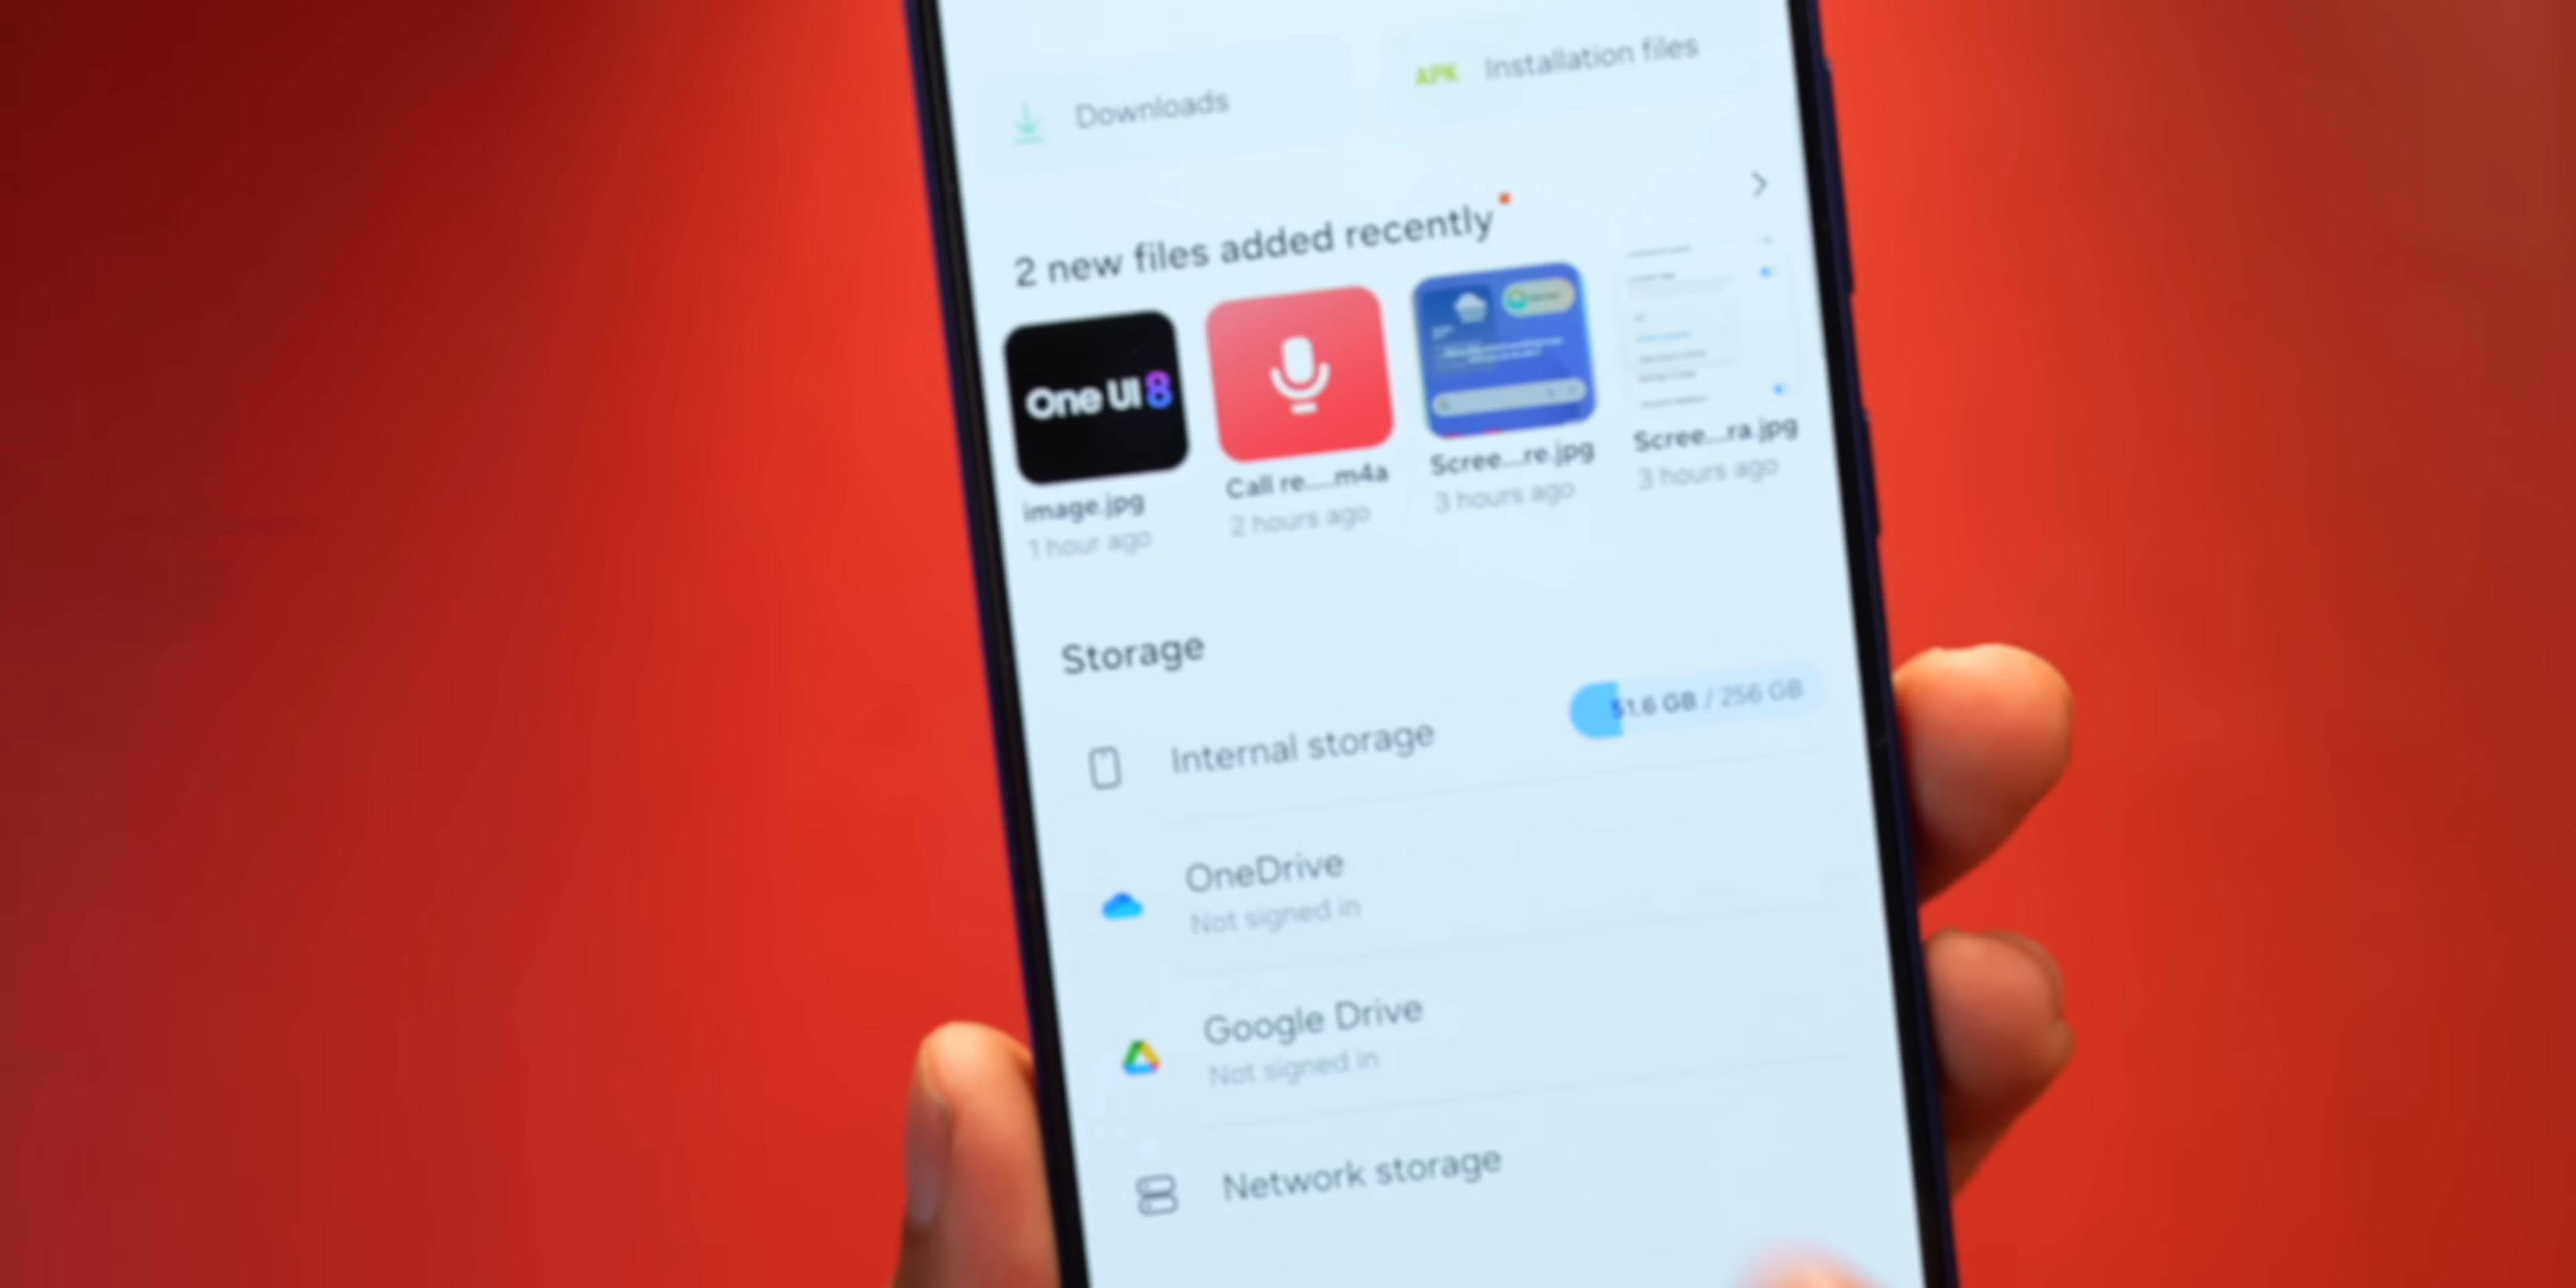 Downloads
APK Installation files
2 new files added recently
One UI 8
image.jpg
1 hour ago
Call re....m4a
2 hours ago
Scree...re.jpg
3 hours ago
Scree...ra.jpg
3 hours ago
Storage
Internal storage
51.6 GB / 256 GB
OneDrive
Not signed in
Google Drive
Not signed in
Network storage